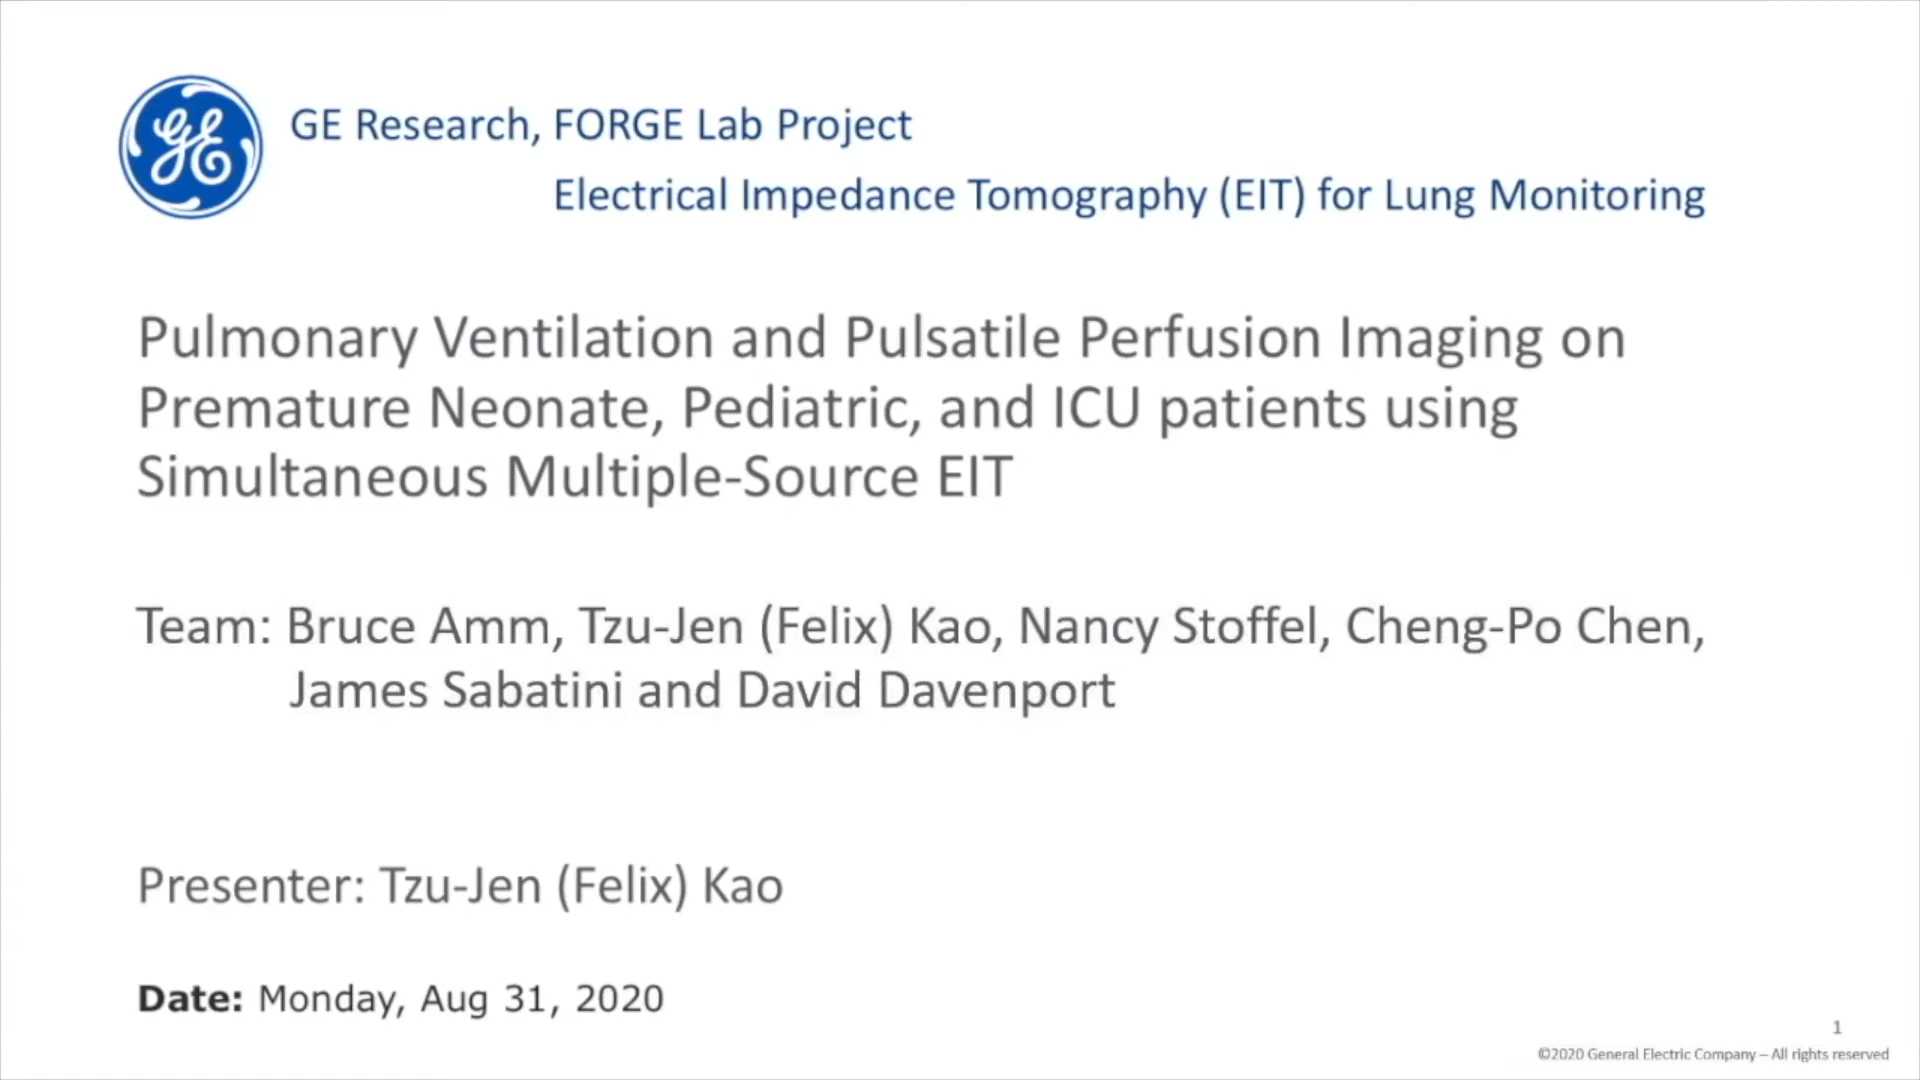 GE
GE Research, FORGE Lab Project
Electrical Impedance Tomography (EIT) for Lung Monitoring
Pulmonary Ventilation and Pulsatile Perfusion Imaging on
Premature Neonate, Pediatric, and ICU patients using
Simultaneous Multiple-Source EIT
Team: Bruce Amm, Tzu-Jen (Felix) Kao, Nancy Stoffel, Cheng-Po Chen,
James Sabatini and David Davenport
Presenter: Tzu-Jen (Felix) Kao
Date: Monday, Aug 31, 2020
1
©2020 General Electric Company – All rights reserved